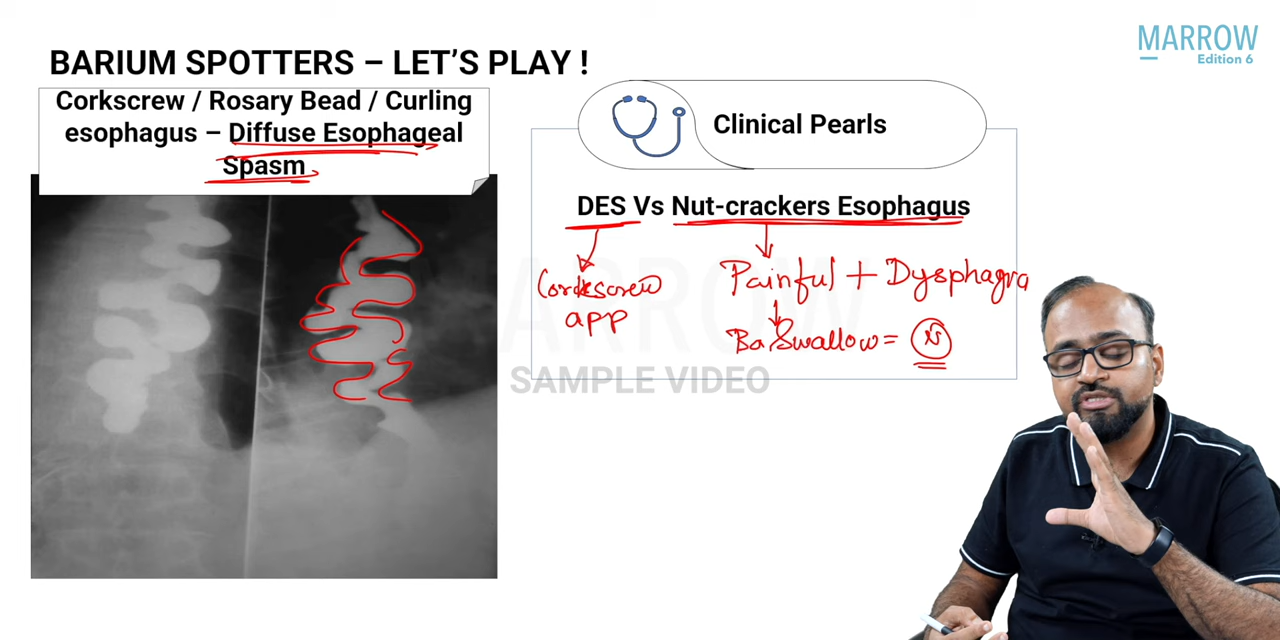 MARROW
Edition 6
BARIUM SPOTTERS – LET’S PLAY !
Corkscrew / Rosary Bead / Curling
esophagus – Diffuse Esophageal
Spasm
Clinical Pearls
DES Vs Nut-crackers Esophagus
Corkscrew
app
Painful + Dysphagia
Ba Swallow = N
MARROW
SAMPLE VIDEO